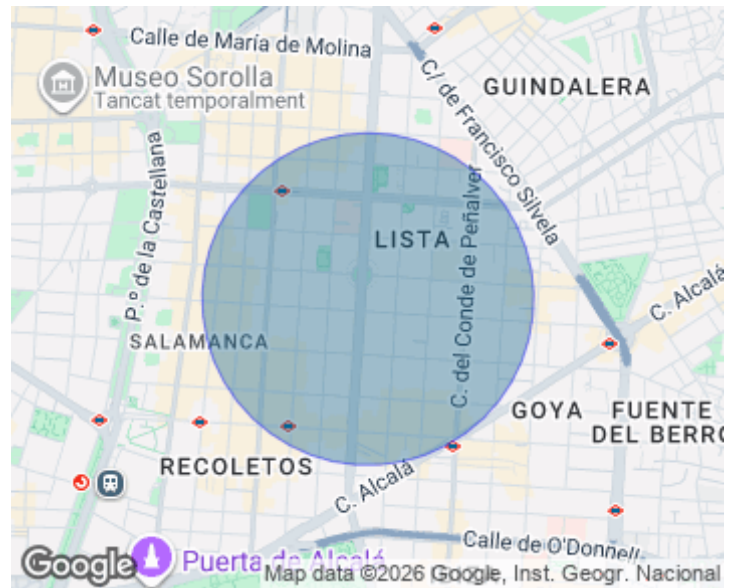 Calle de María de Molina
Museo Sorolla
Tancat temporalment
GUINDALERA
C/ de Francisco Silvela
P.º de la Castellana
LISTA
C. del Conde de Peñalver
C. Alcalá
SALAMANCA
GOYA
FUENTE
DEL BERRO
RECOLETOS
C. Alcalá
Calle de O'Donnell
Google
Puerta de Alcalá
Map data ©2026 Google, Inst. Geogr. Nacional